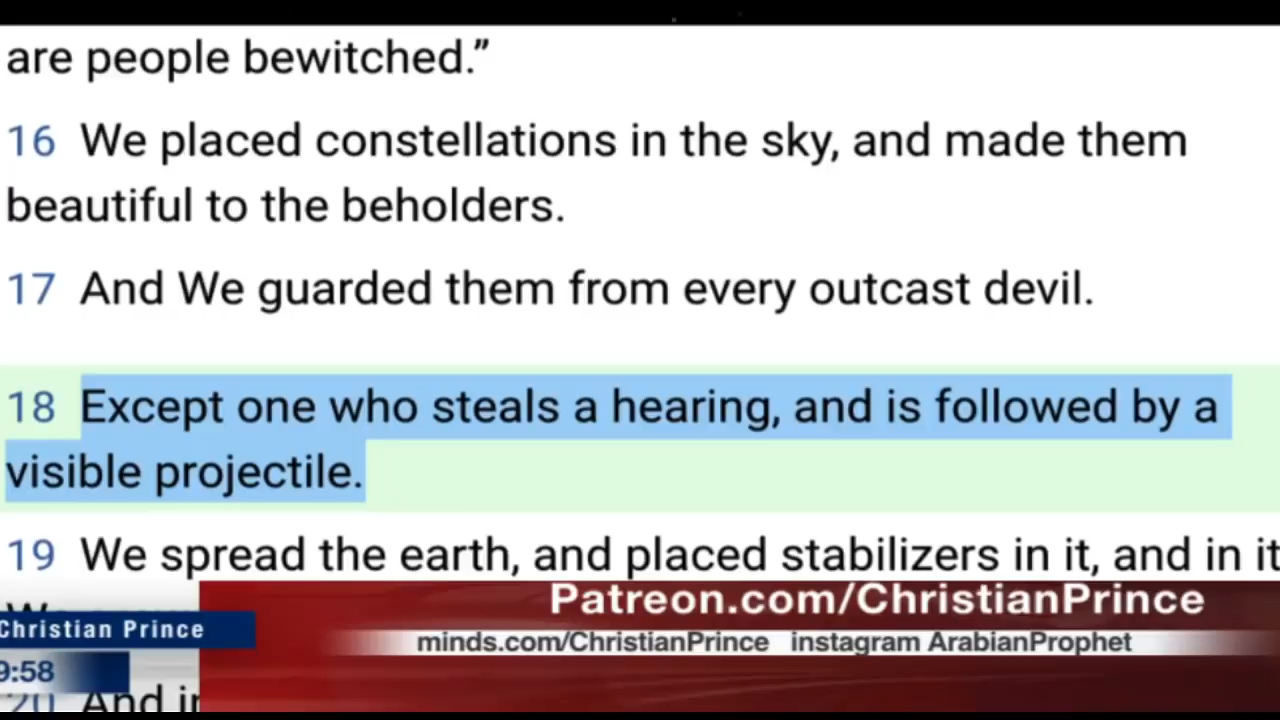 are people bewitched.”
16 We placed constellations in the sky, and made them
beautiful to the beholders.
17 And We guarded them from every outcast devil.
18 Except one who steals a hearing, and is followed by a
visible projectile.
19 We spread the earth, and placed stabilizers in it, and in it
Patreon.com/ChristianPrince
Christian Prince
minds.com/ChristianPrince instagram ArabianProphet
9:58
20 And in